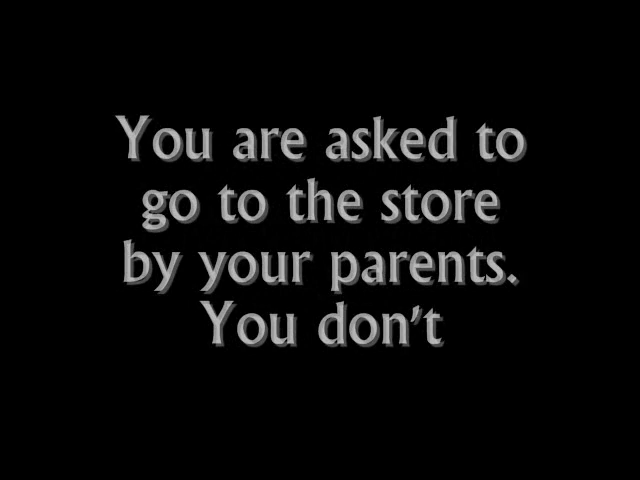 You are asked to
go to the store
by your parents.
You don't